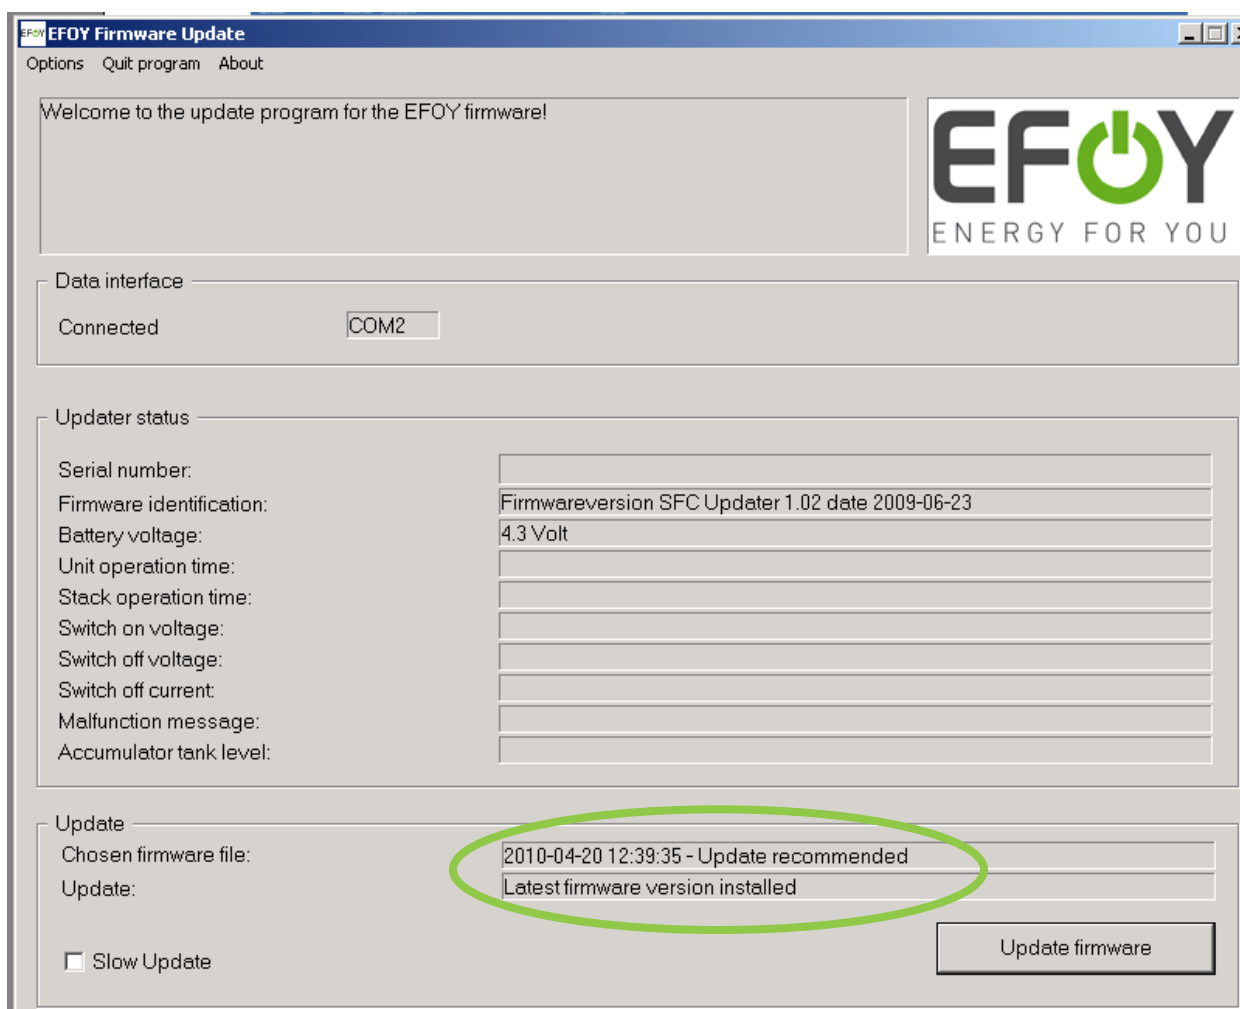 EFOY EFOY Firmware Update
Options Quit program About
Welcome to the update program for the EFOY firmware!
EFOY
ENERGY FOR YOU
Data interface
Connected COM2
Updater status
Serial number:
Firmware identification: Firmwareversion SFC Updater 1.02 date 2009-06-23
Battery voltage: 4.3 Volt
Unit operation time:
Stack operation time:
Switch on voltage:
Switch off voltage:
Switch off current:
Malfunction message:
Accumulator tank level:
Update
Chosen firmware file: 2010-04-20 12:39:35 - Update recommended
Update: Latest firmware version installed
Slow Update Update firmware